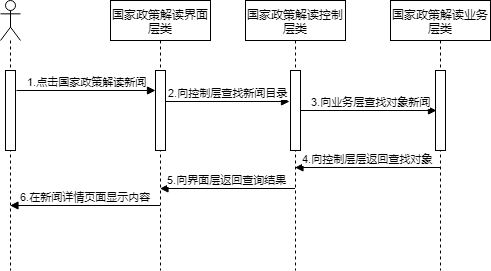 国家政策解读界面
层类
国家政策解读控制
层类
国家政策解读业务
层类
1.点击国家政策解读新闻
2.向控制层查找新闻目录
3.向业务层查找对象新闻
4.向控制层层返回查找对象
5.向界面层返回查询结果
6.在新闻详情页面显示内容